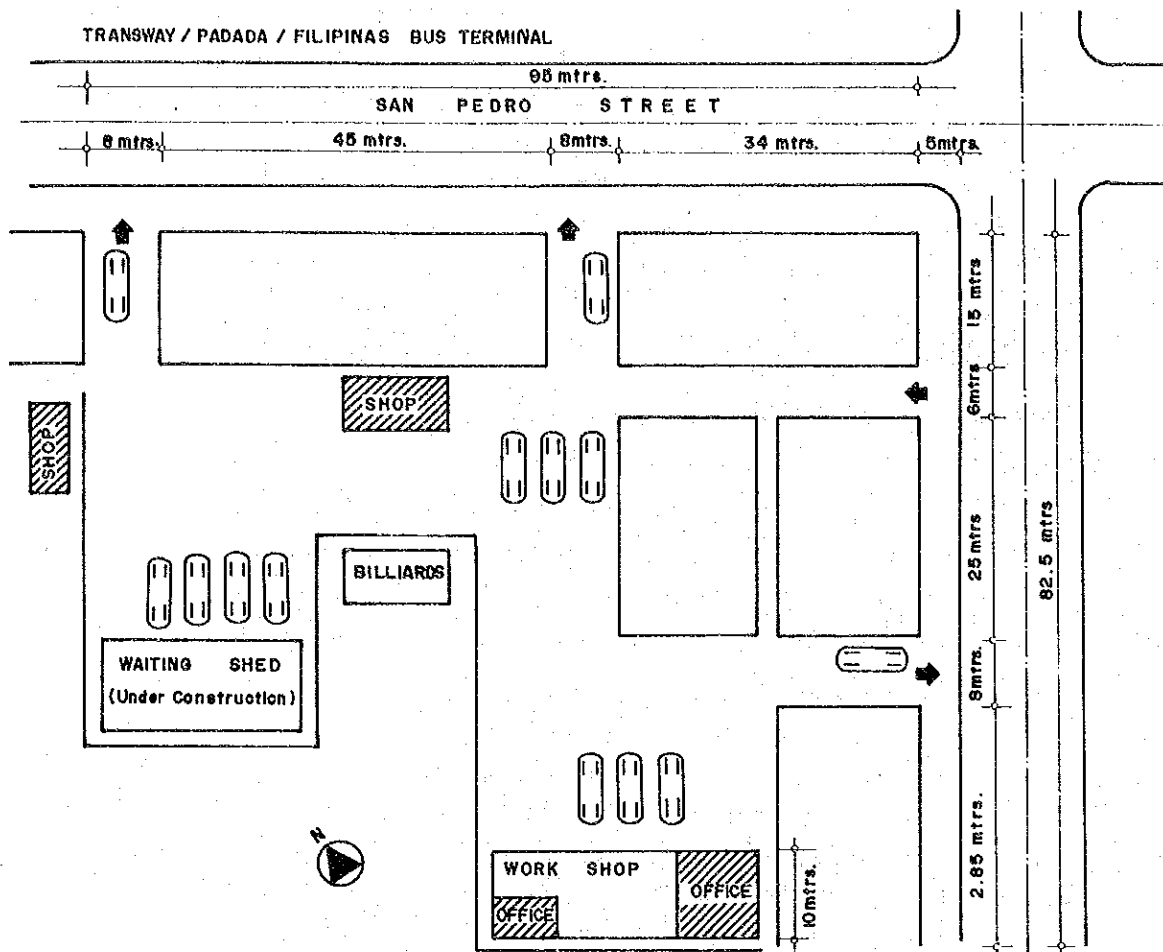 TRANSWAY / PADADA / FILIPINAS BUS TERMINAL
95 mtrs.
SAN PEDRO STREET
8 mtrs.
45 mtrs.
8mtrs.
34 mtrs.
5mtrs.
15 mtrs
6mtrs
SHOP
SHOP
25 mtrs
82.5 mtrs
BILLIARDS
WAITING SHED
(Under Construction)
8mtrs.
2.85 mtrs.
N
WORK SHOP
OFFICE
OFFICE
10mtrs.